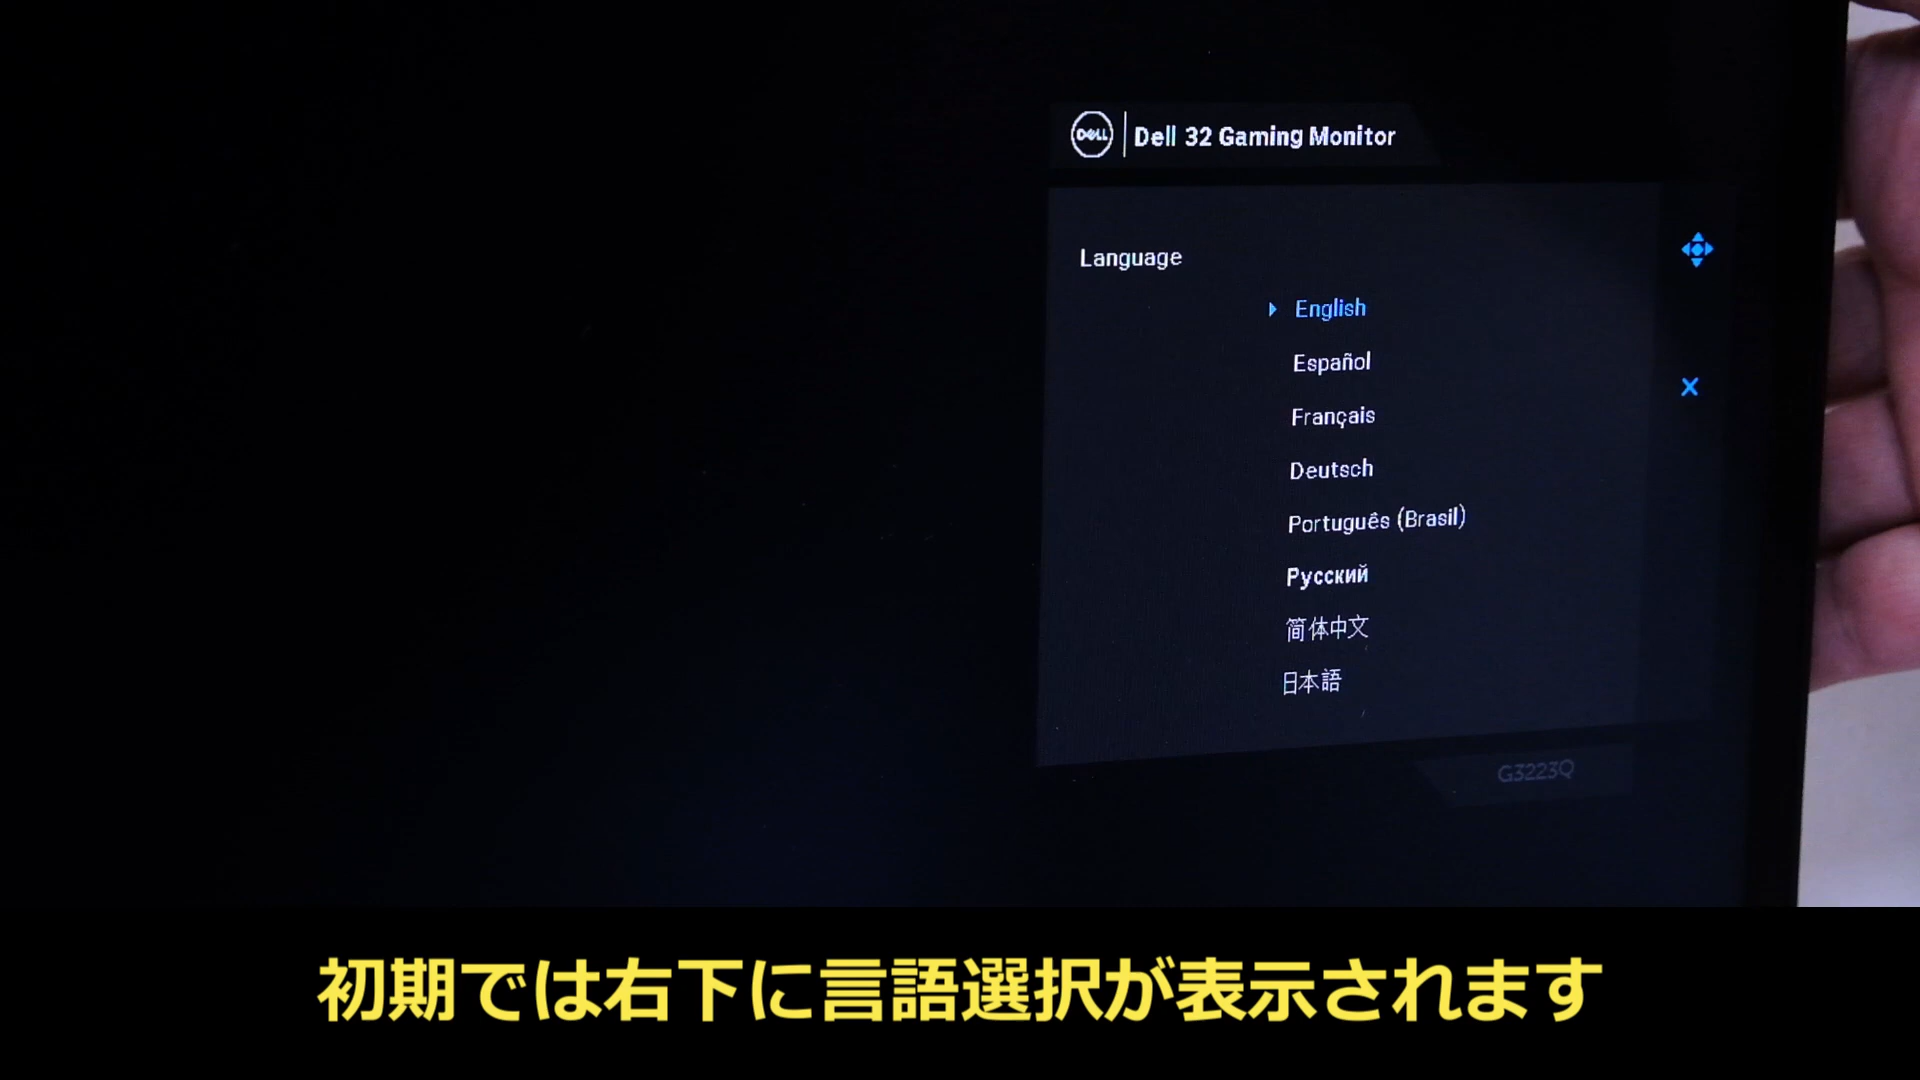 DELL
Dell 32 Gaming Monitor
Language
English
Español
Français
Deutsch
Português (Brasil)
Русский
简体中文
日本語
G3223Q
初期では右下に言語選択が表示されます